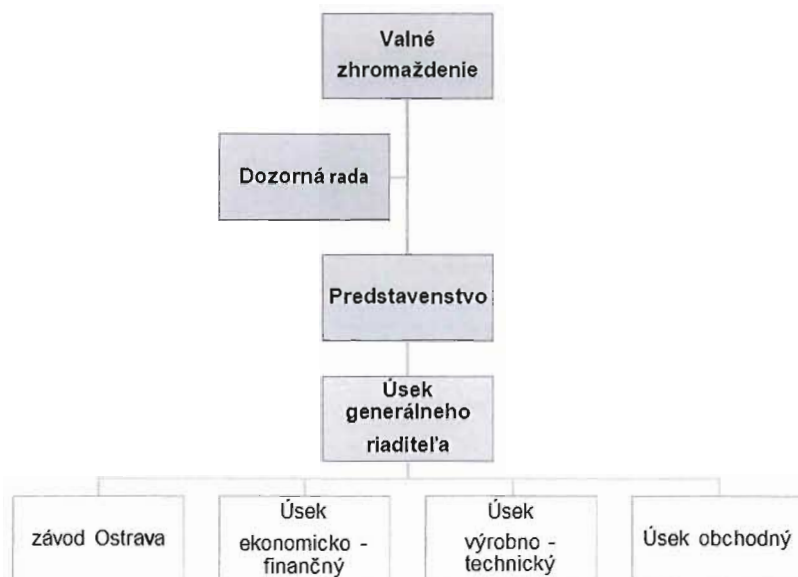 Valné
zhromaždenie
Dozorná rada
Predstavenstvo
Úsek
generálneho
riaditeľa
závod Ostrava
Úsek
ekonomicko -
finančný
Úsek
výrobno -
technický
Úsek obchodný